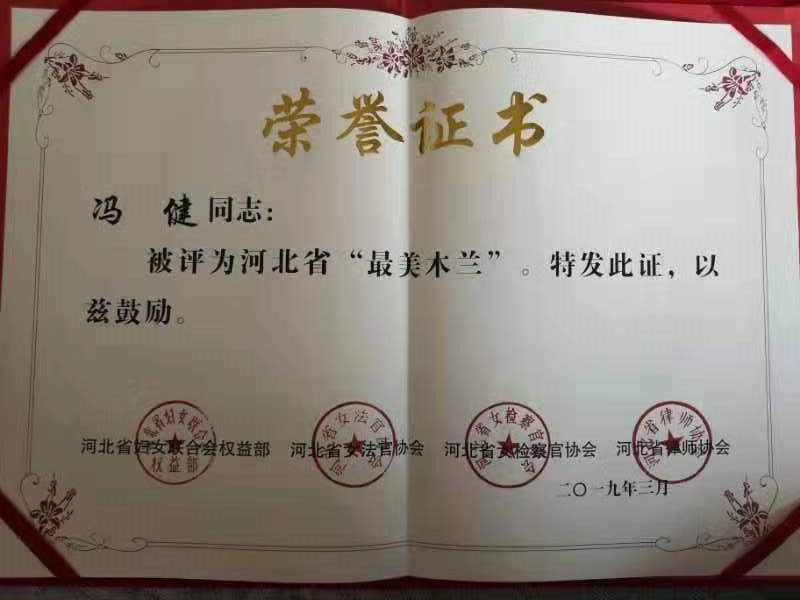 荣誉证书
冯 健同志：
被评为河北省“最美木兰”。特发此证，以
兹鼓励。
河北省妇女联合会权益部 河北省女法官协会 河北省女检察官协会 河北省律师协会
二〇一九年三月